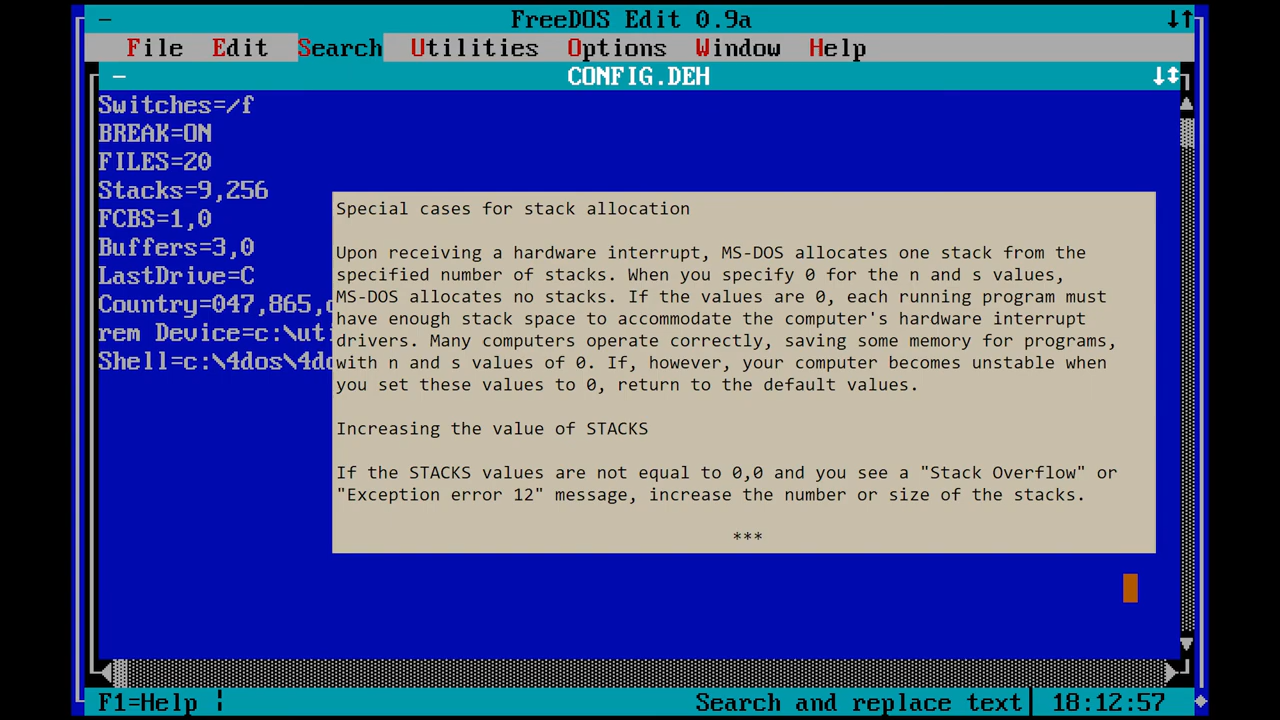 FreeDOS Edit 0.9a
File Edit Search Utilities Options Window Help
CONFIG.DEH
Switches=/f
BREAK=ON
FILES=20
Stacks=9,256
FCBS=1,0
Buffers=3,0
LastDrive=C
Country=047,865,
rem Device=c:\uti
Shell=c:\4dos\4do
Special cases for stack allocation
Upon receiving a hardware interrupt, MS-DOS allocates one stack from the
specified number of stacks. When you specify 0 for the n and s values,
MS-DOS allocates no stacks. If the values are 0, each running program must
have enough stack space to accommodate the computer's hardware interrupt
drivers. Many computers operate correctly, saving some memory for programs,
with n and s values of 0. If, however, your computer becomes unstable when
you set these values to 0, return to the default values.
Increasing the value of STACKS
If the STACKS values are not equal to 0,0 and you see a "Stack Overflow" or
"Exception error 12" message, increase the number or size of the stacks.
***
F1=Help Search and replace text 18:12:57